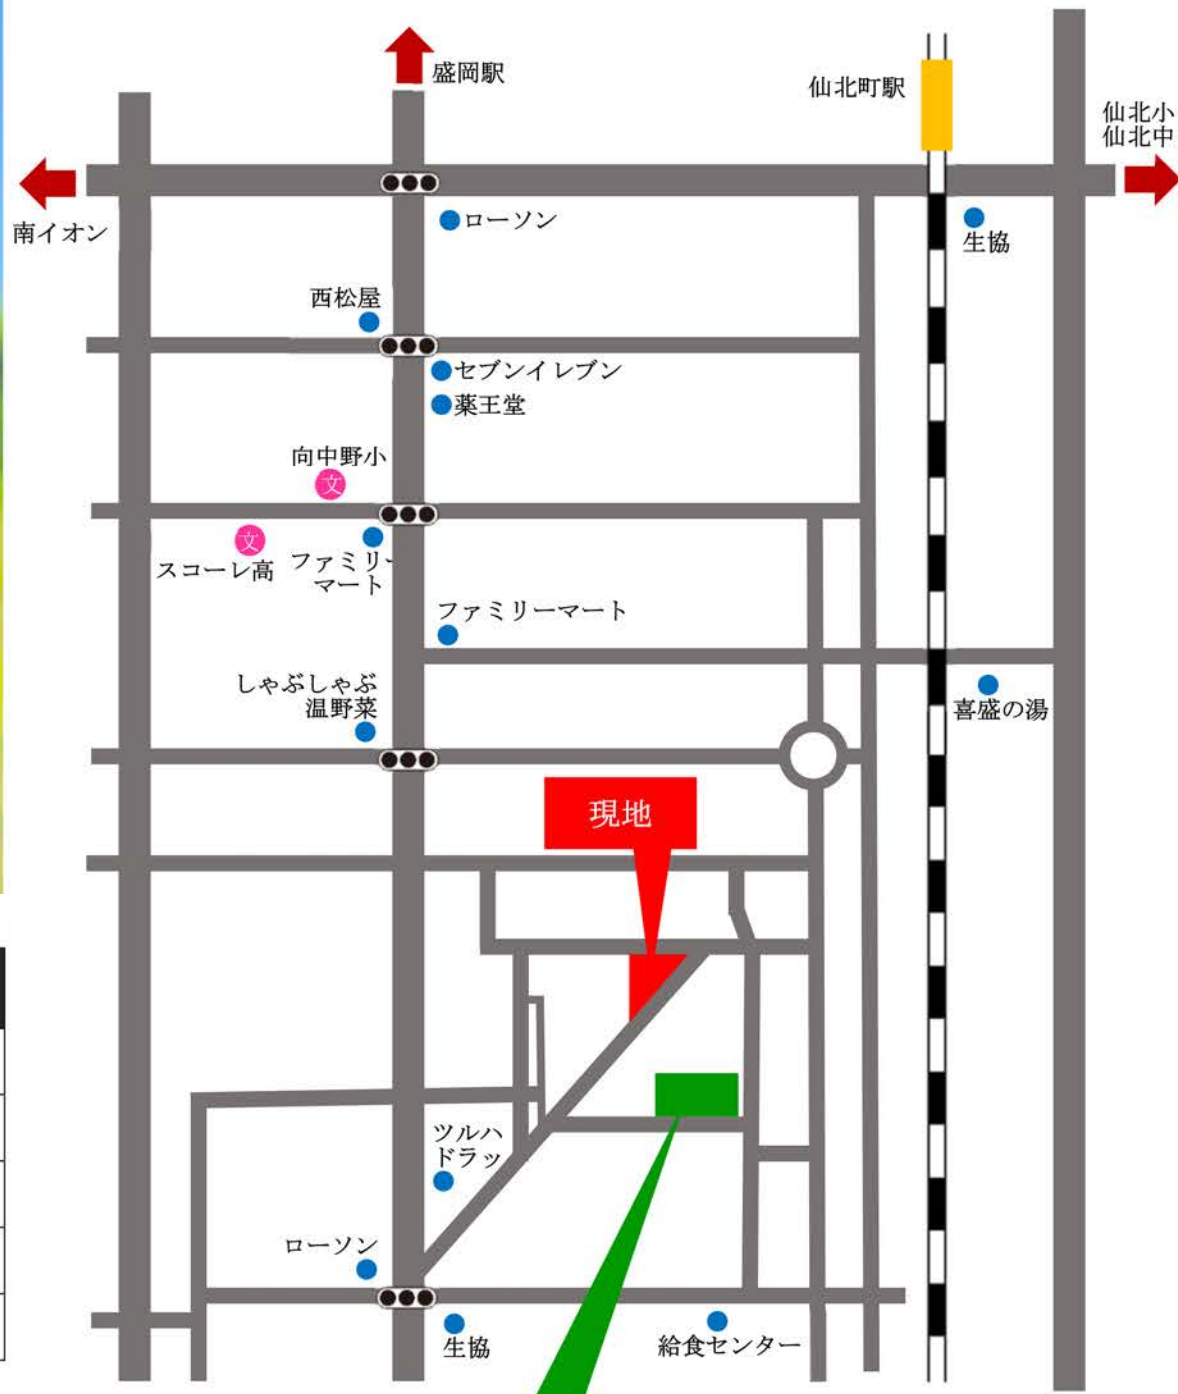 盛岡駅
仙北町駅
仙北小
仙北中
南イオン
ローソン
生協
西松屋
セブンイレブン
薬王堂
向中野小
文
文
スコーレ高
ファミリー
マート
ファミリーマート
しゃぶしゃぶ
温野菜
喜盛の湯
現地
ツルハ
ドラッ
ローソン
生協
給食センター